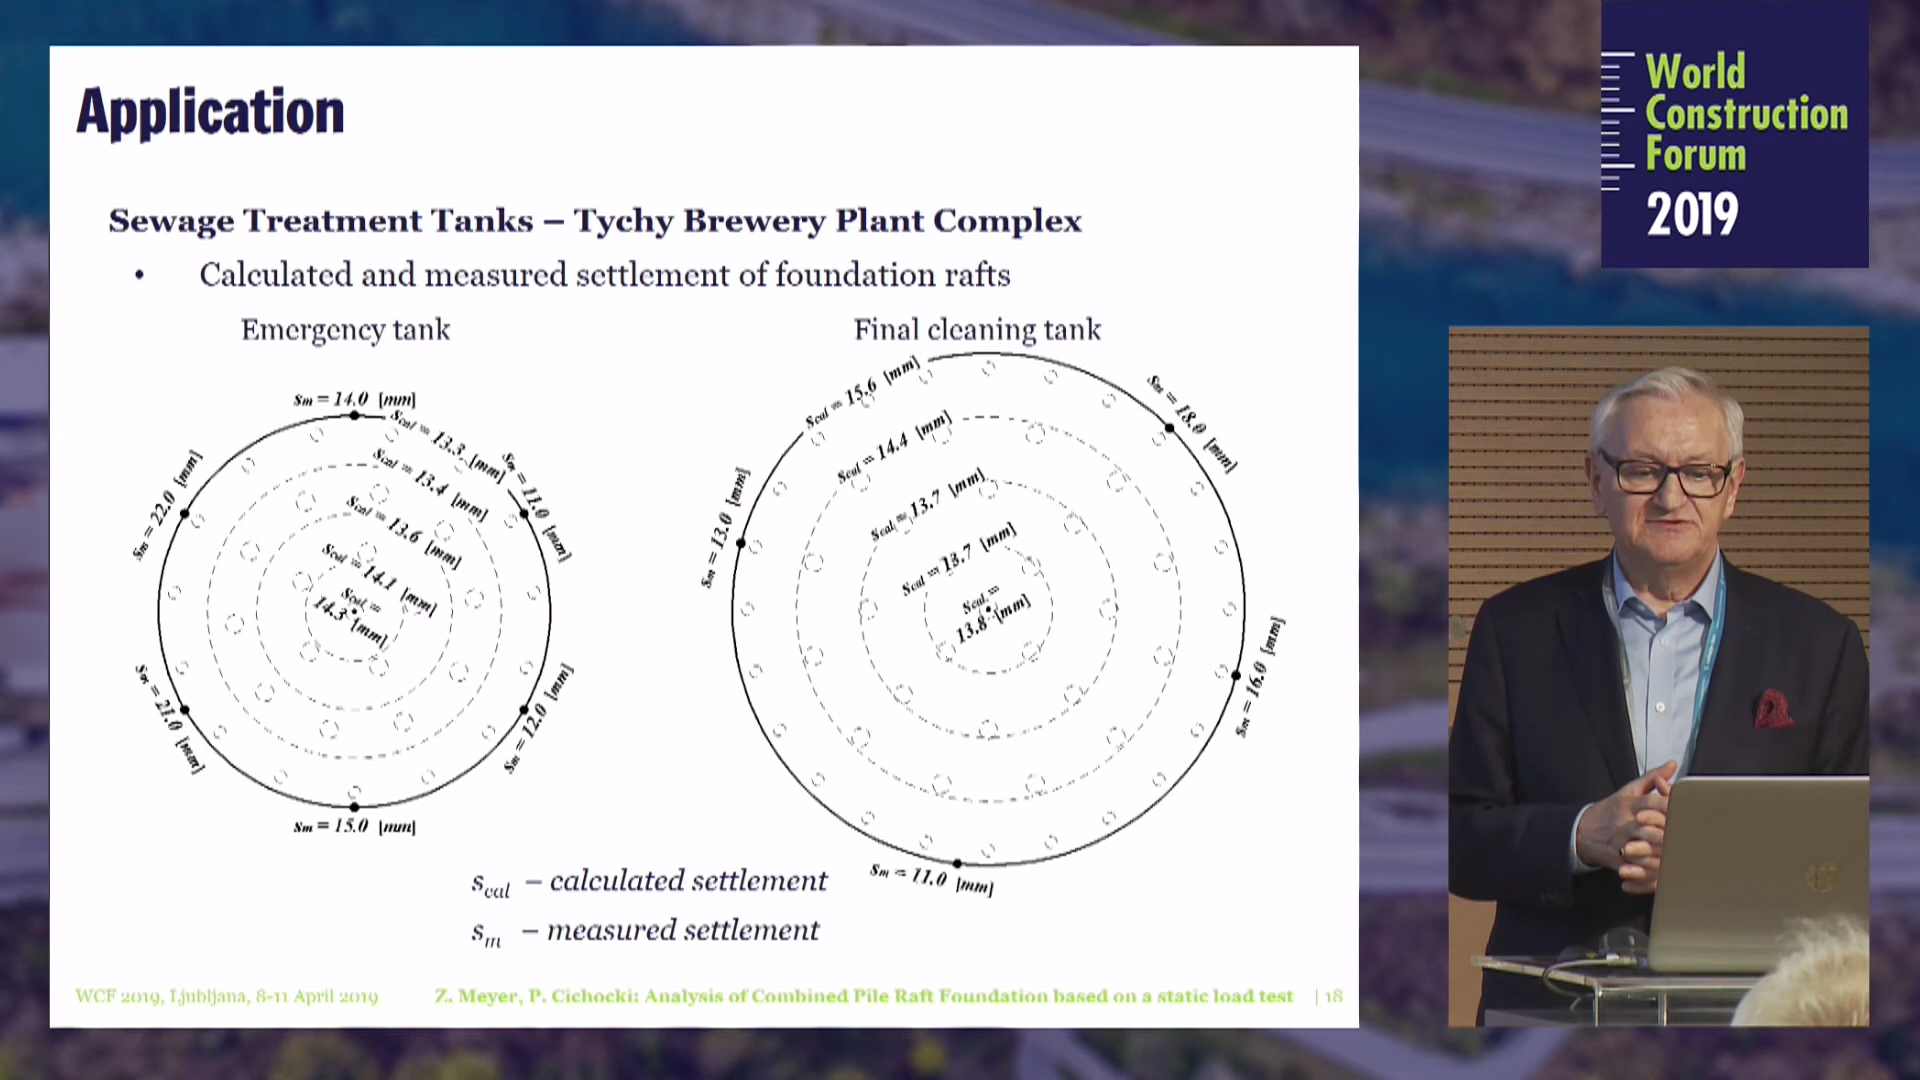 Application
Sewage Treatment Tanks – Tychy Brewery Plant Complex
• Calculated and measured settlement of foundation rafts
Emergency tank
sm = 14.0 [mm]
scal = 13.3 [mm]
scal = 13.4 [mm]
sm = 11.0 [mm]
scal = 13.6 [mm]
scal = 14.1 [mm]
scal =
14.3 [mm]
sm = 22.0 [mm]
sm = 21.0 [mm]
sm = 12.0 [mm]
sm = 15.0 [mm]
Final cleaning tank
scal = 15.6 [mm]
sm = 18.0 [mm]
scal = 14.4 [mm]
scal = 13.7 [mm]
scal = 13.7 [mm]
scal =
13.8 [mm]
sm = 13.0 [mm]
sm = 16.0 [mm]
sm = 11.0 [mm]
scal – calculated settlement
sm – measured settlement
WCF 2019, Ljubljana, 8-11 April 2019
Z. Meyer, P. Cichocki: Analysis of Combined Pile Raft Foundation based on a static load test | 18
World
Construction
Forum
2019